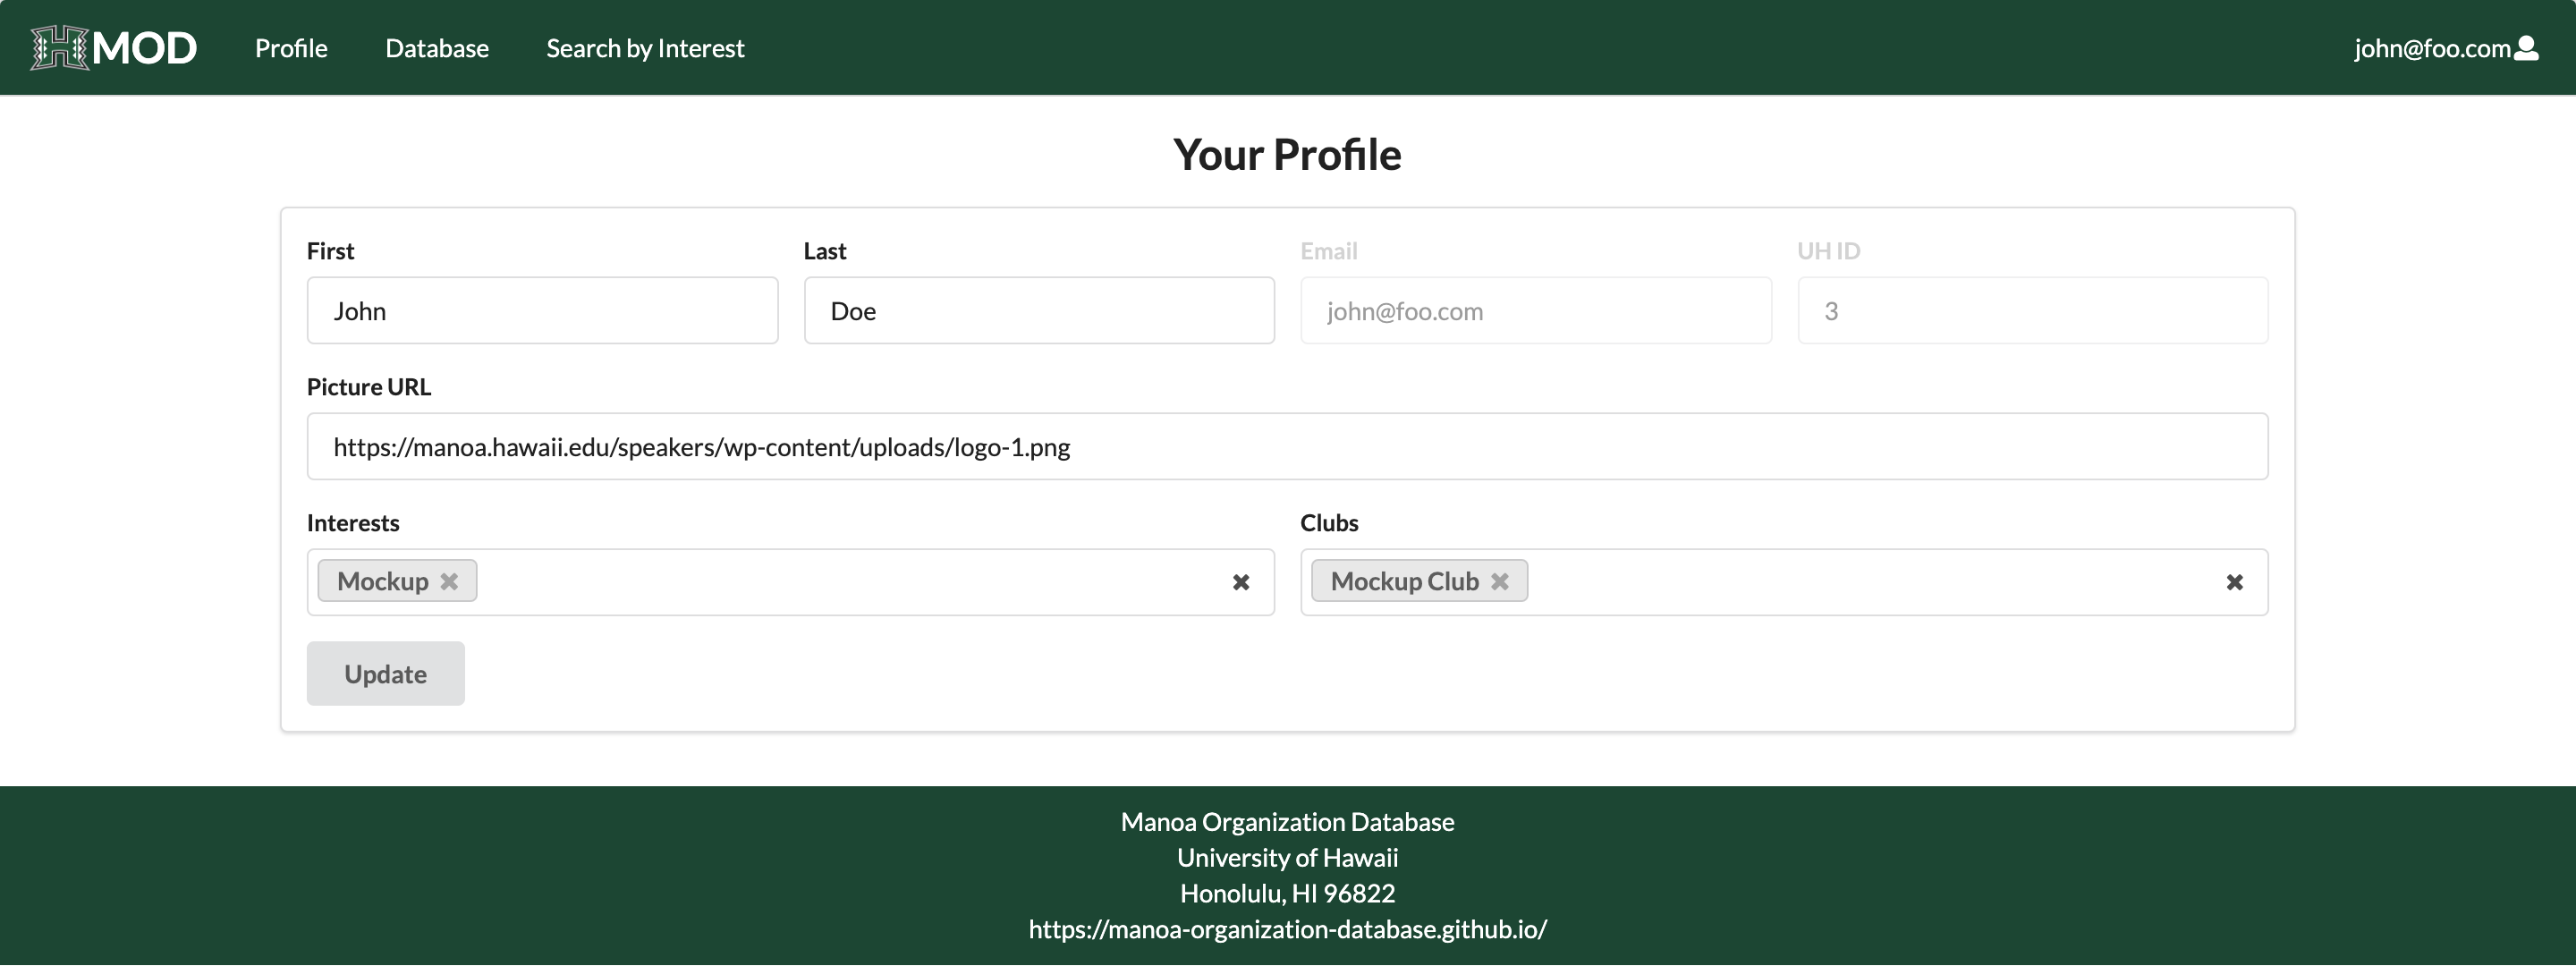 HMOD Profile Database Search by Interest john@foo.com
Your Profile
First Last Email UH ID
John Doe john@foo.com 3
Picture URL
https://manoa.hawaii.edu/speakers/wp-content/uploads/logo-1.png
Interests Clubs
Mockup Mockup Club
Update
Manoa Organization Database
University of Hawaii
Honolulu, HI 96822
https://manoa-organization-database.github.io/